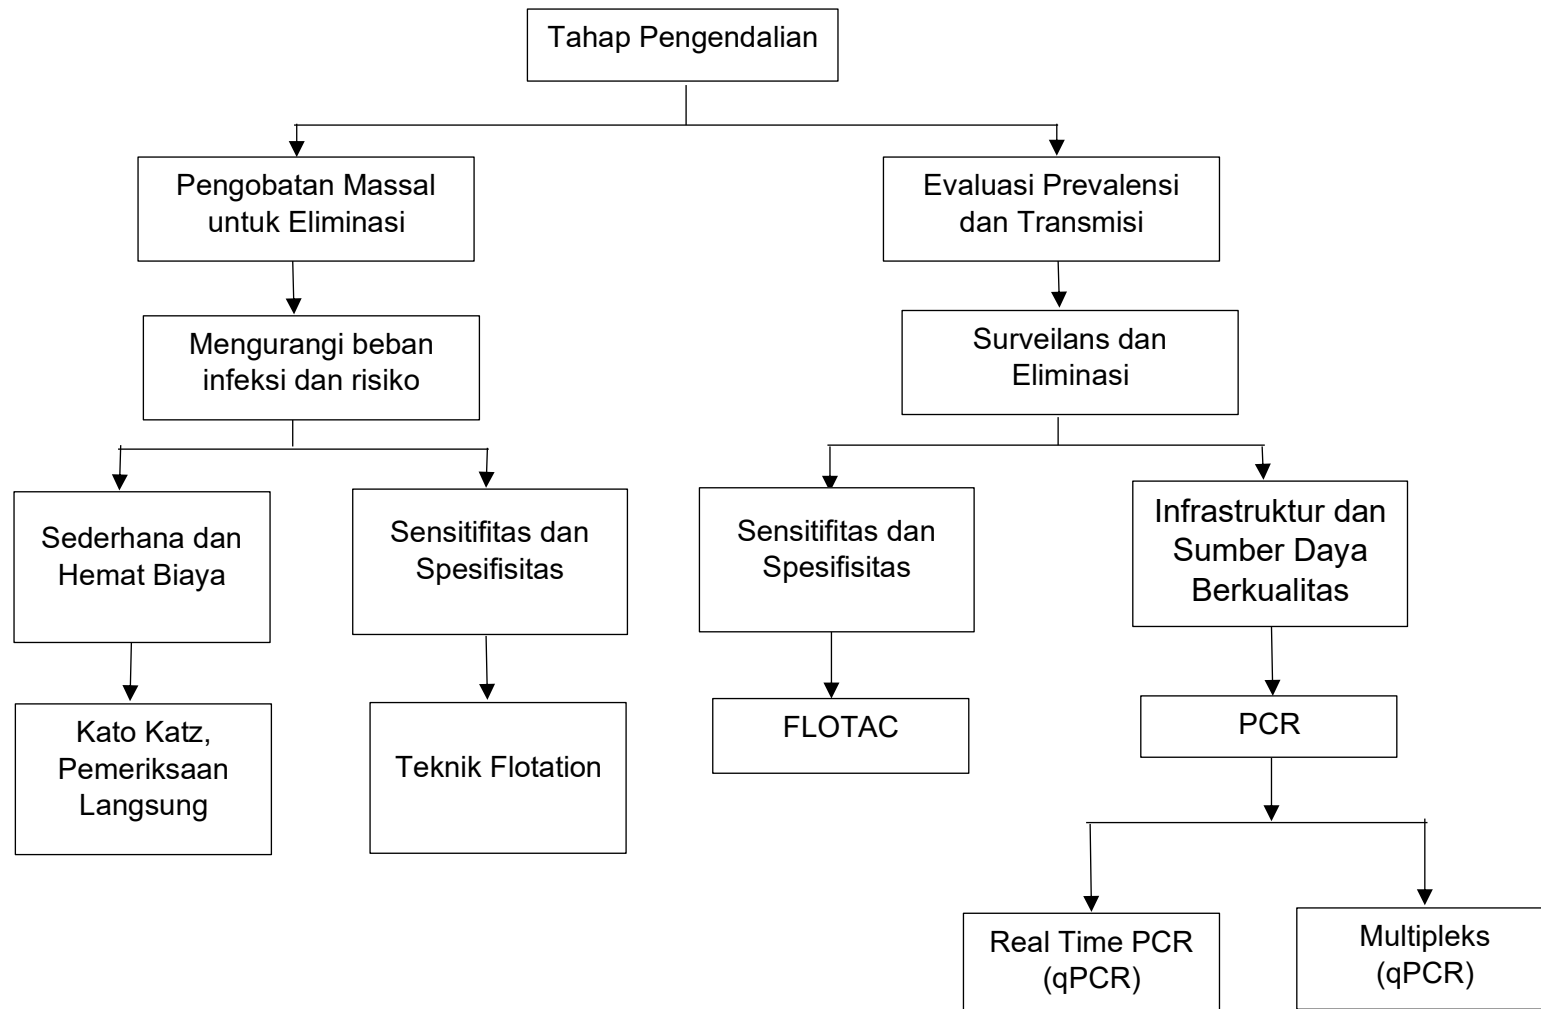 Tahap Pengendalian
Pengobatan Massal
untuk Eliminasi
Evaluasi Prevalensi
dan Transmisi
Mengurangi beban
infeksi dan risiko
Surveilans dan
Eliminasi
Sederhana dan
Hemat Biaya
Sensitifitas dan
Spesifisitas
Sensitifitas dan
Spesifisitas
Infrastruktur dan
Sumber Daya
Berkualitas
Kato Katz,
Pemeriksaan
Langsung
Teknik Flotation
FLOTAC
PCR
Real Time PCR
(qPCR)
Multipleks
(qPCR)